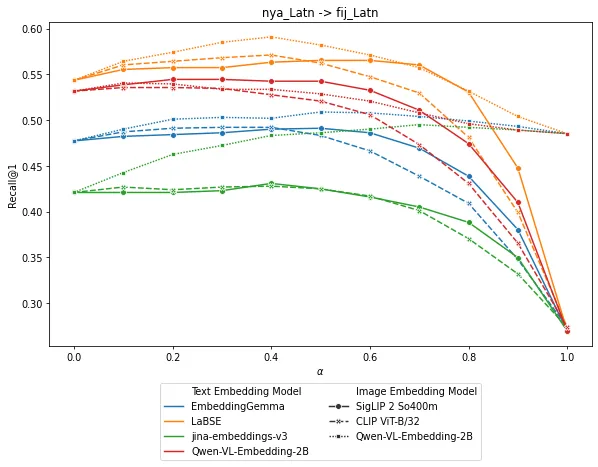 nya_Latn -> fij_Latn
0.60
0.55
0.50
0.45
0.40
0.35
0.30
Recall@1
0.0 0.2 0.4 0.6 0.8 1.0
α
Text Embedding Model
EmbeddingGemma
LaBSE
jina-embeddings-v3
Qwen-VL-Embedding-2B
Image Embedding Model
SigLIP 2 So400m
CLIP ViT-B/32
Qwen-VL-Embedding-2B